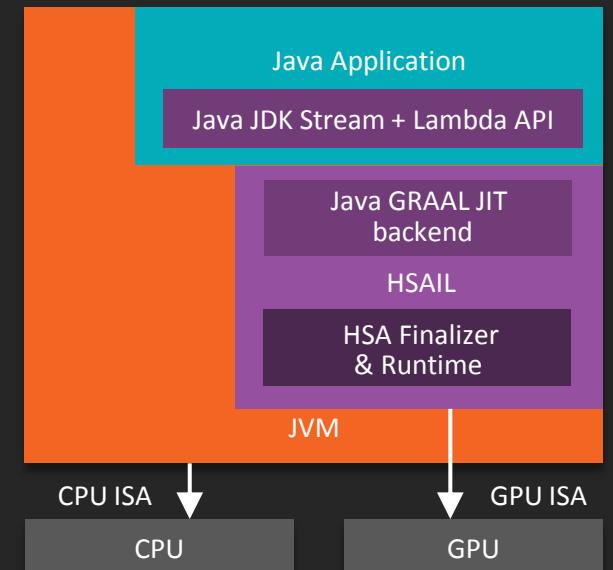 Java Application
Java JDK Stream + Lambda API
Java GRAAL JIT
backend
HSAIL
HSA Finalizer
& Runtime
JVM
CPU ISA
GPU ISA
CPU
GPU